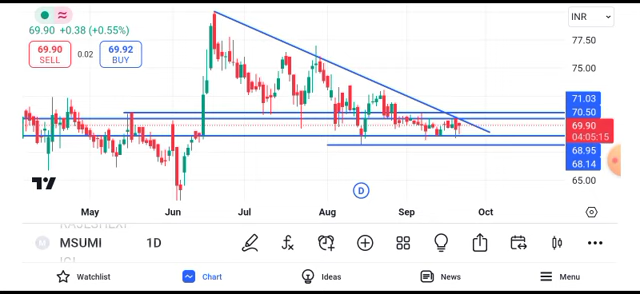 69.90 +0.38 (+0.55%)
69.90
SELL
0.02
69.92
BUY
INR
77.50
75.00
71.03
70.50
69.90
04:05:15
68.95
68.14
65.00
D
May Jun Jul Aug Sep Oct
MSUMI 1D
Watchlist Chart Ideas News Menu